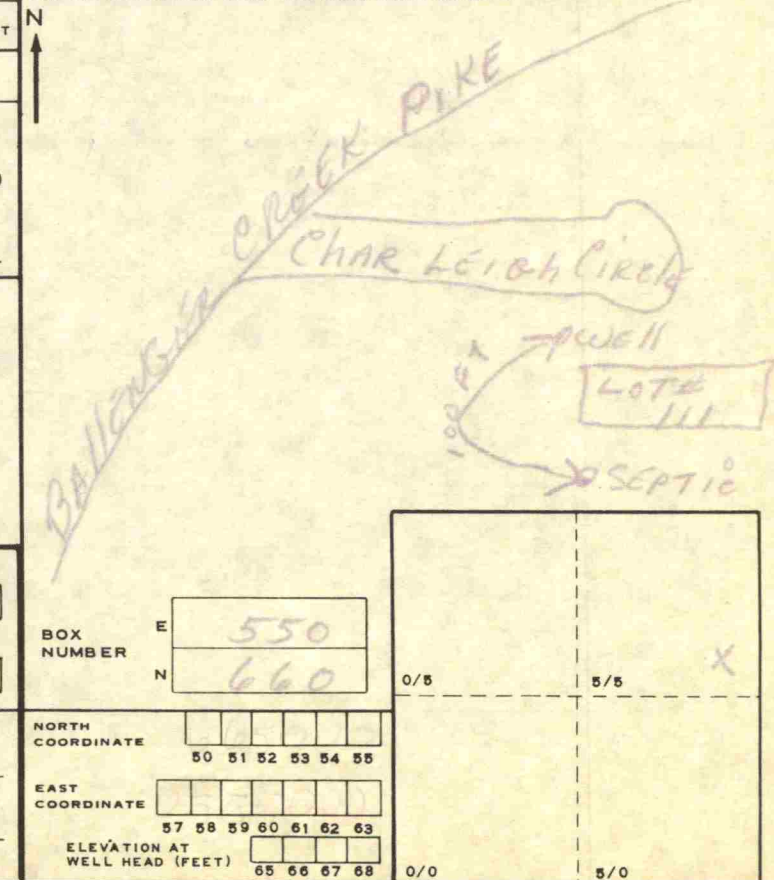 T
N
BALLENGER CREEK PIKE
CHAR LEIGH CIRCLE
WELL
100 FT
LOT#
111
SEPTIC
BOX NUMBER
E 550
N 660
0/5 5/5
X
NORTH COORDINATE
50 51 52 53 54 55
EAST COORDINATE
57 58 59 60 61 62 63
ELEVATION AT WELL HEAD (FEET)
65 66 67 68
0/0 5/0